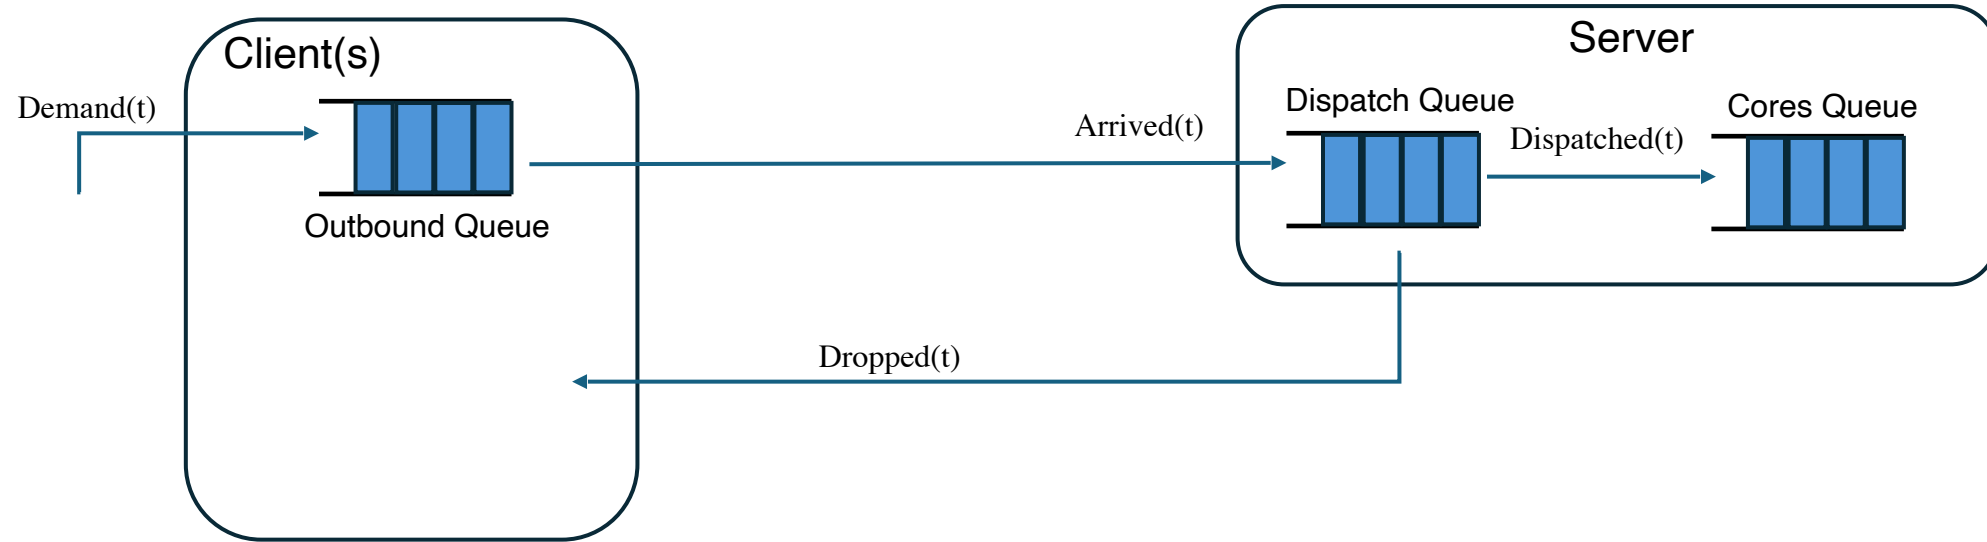 Client(s)
Server
Demand(t)
Outbound Queue
Arrived(t)
Dispatch Queue
Dispatched(t)
Cores Queue
Dropped(t)